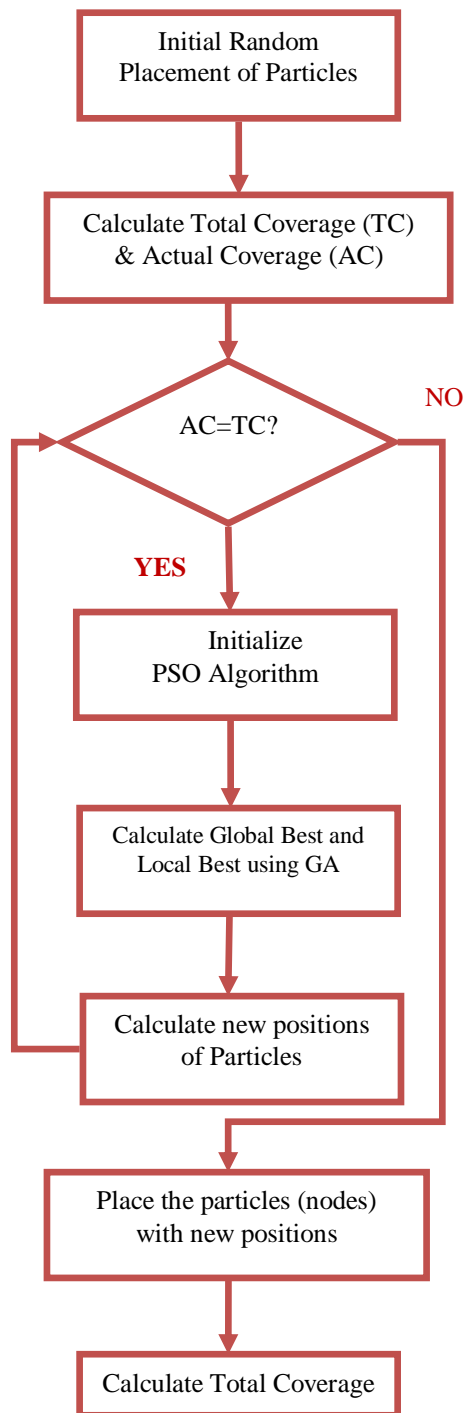 Initial Random
Placement of Particles
Calculate Total Coverage (TC)
& Actual Coverage (AC)
AC=TC?
NO
YES
Initialize
PSO Algorithm
Calculate Global Best and
Local Best using GA
Calculate new positions
of Particles
Place the particles (nodes)
with new positions
Calculate Total Coverage